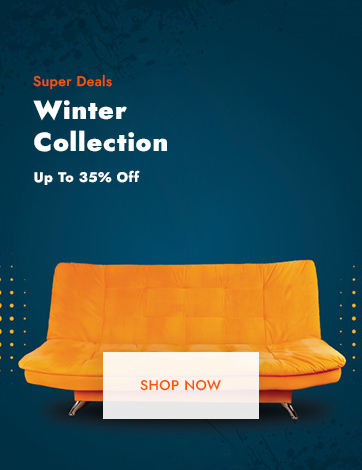 Super Deals
Winter
Collection
Up To 35% Off
SHOP NOW